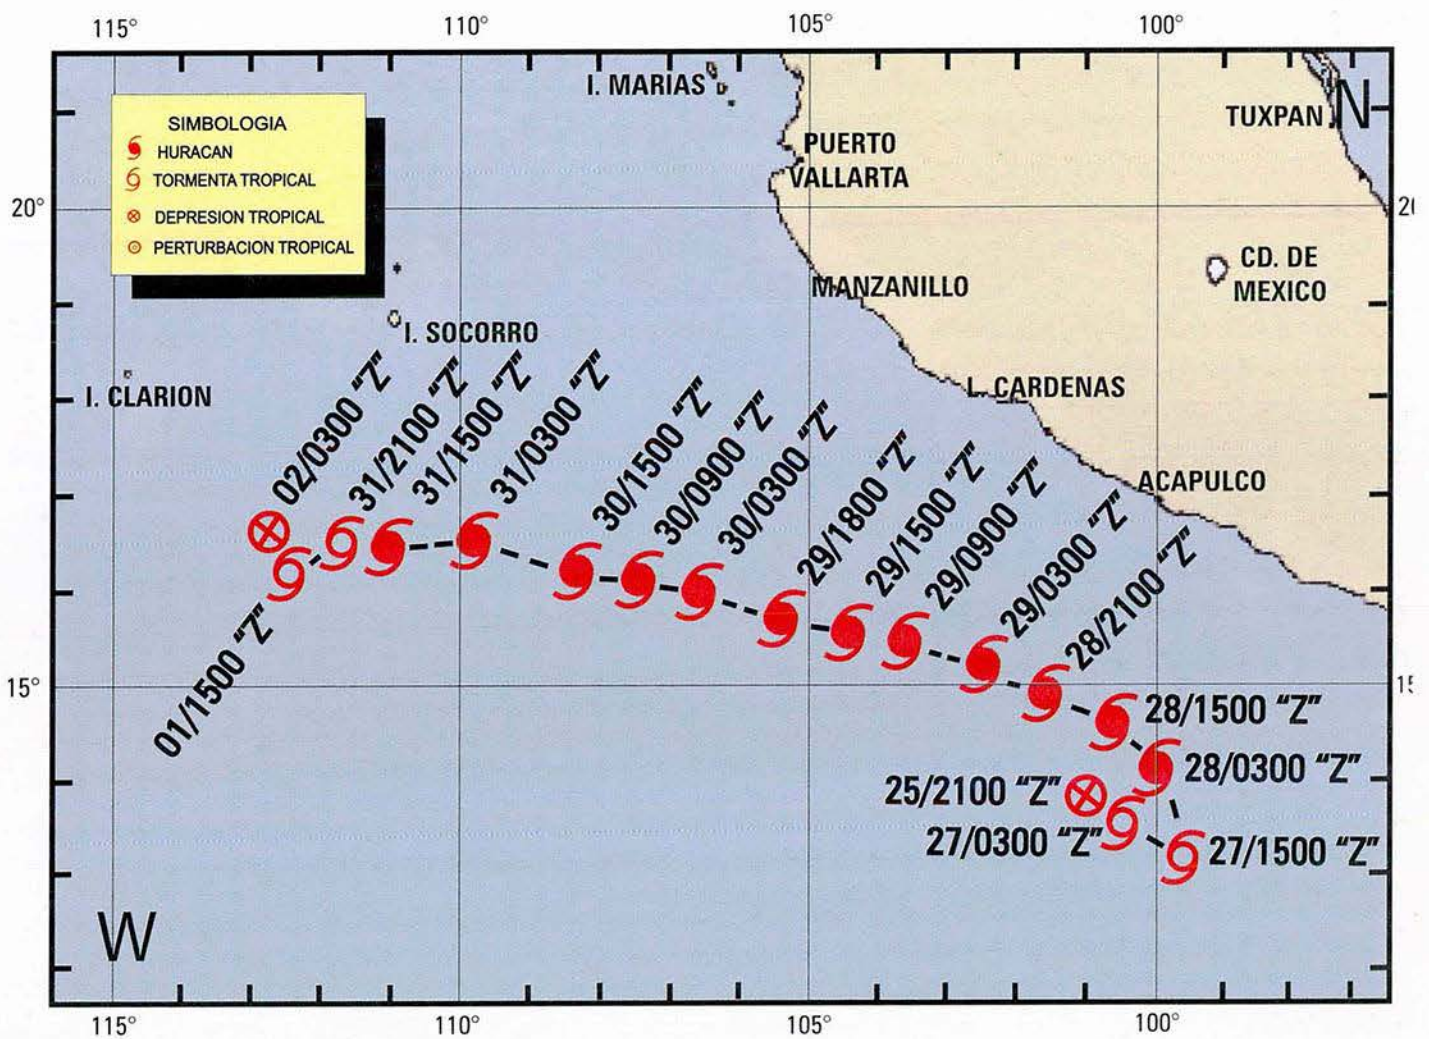 115°
110°
105°
100°
I. MARIAS
TUXPAN
N
SIMBOLOGIA
HURACAN
TORMENTA TROPICAL
DEPRESION TROPICAL
PERTURBACION TROPICAL
PUERTO
VALLARTA
20°
20
CD. DE
MEXICO
MANZANILLO
I. SOCORRO
I. CLARION
L. CARDENAS
ACAPULCO
02/0300 "Z"
31/2100 "Z"
31/1500 "Z"
31/0300 "Z"
30/1500 "Z"
30/0900 "Z"
30/0300 "Z"
29/1800 "Z"
29/1500 "Z"
29/0900 "Z"
29/0300 "Z"
28/2100 "Z"
01/1500 "Z"
15°
15
28/1500 "Z"
28/0300 "Z"
25/2100 "Z"
27/0300 "Z"
27/1500 "Z"
W
115°
110°
105°
100°